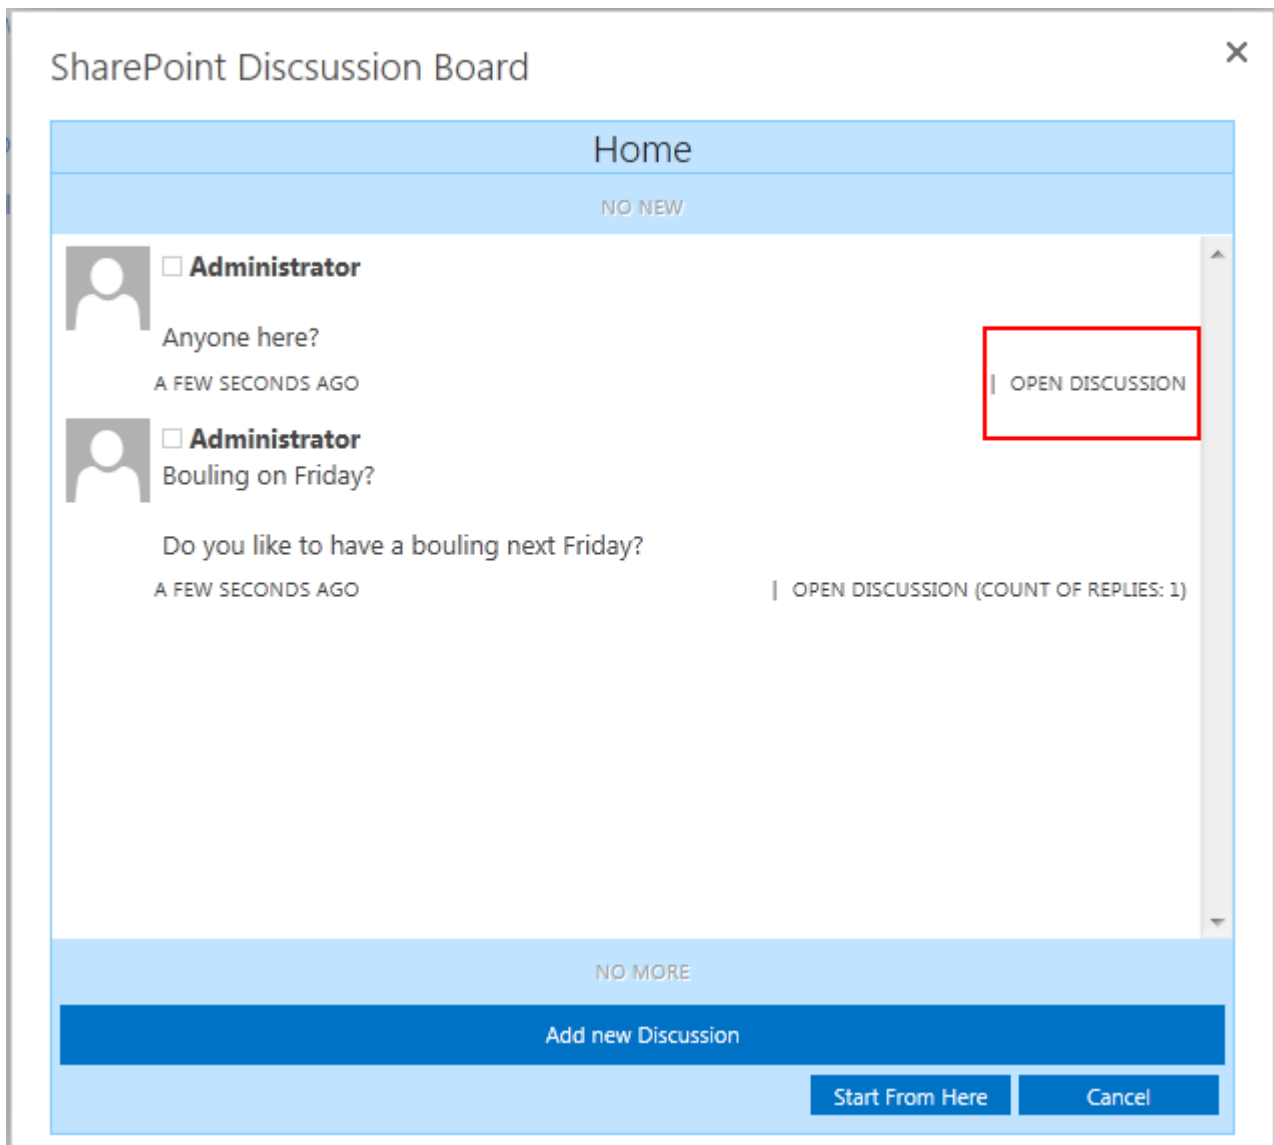 SharePoint Discsussion Board
Home
NO NEW
Administrator
Anyone here?
A FEW SECONDS AGO | OPEN DISCUSSION
Administrator
Bouling on Friday?
Do you like to have a bouling next Friday?
A FEW SECONDS AGO | OPEN DISCUSSION (COUNT OF REPLIES: 1)
NO MORE
Add new Discussion
Start From Here Cancel